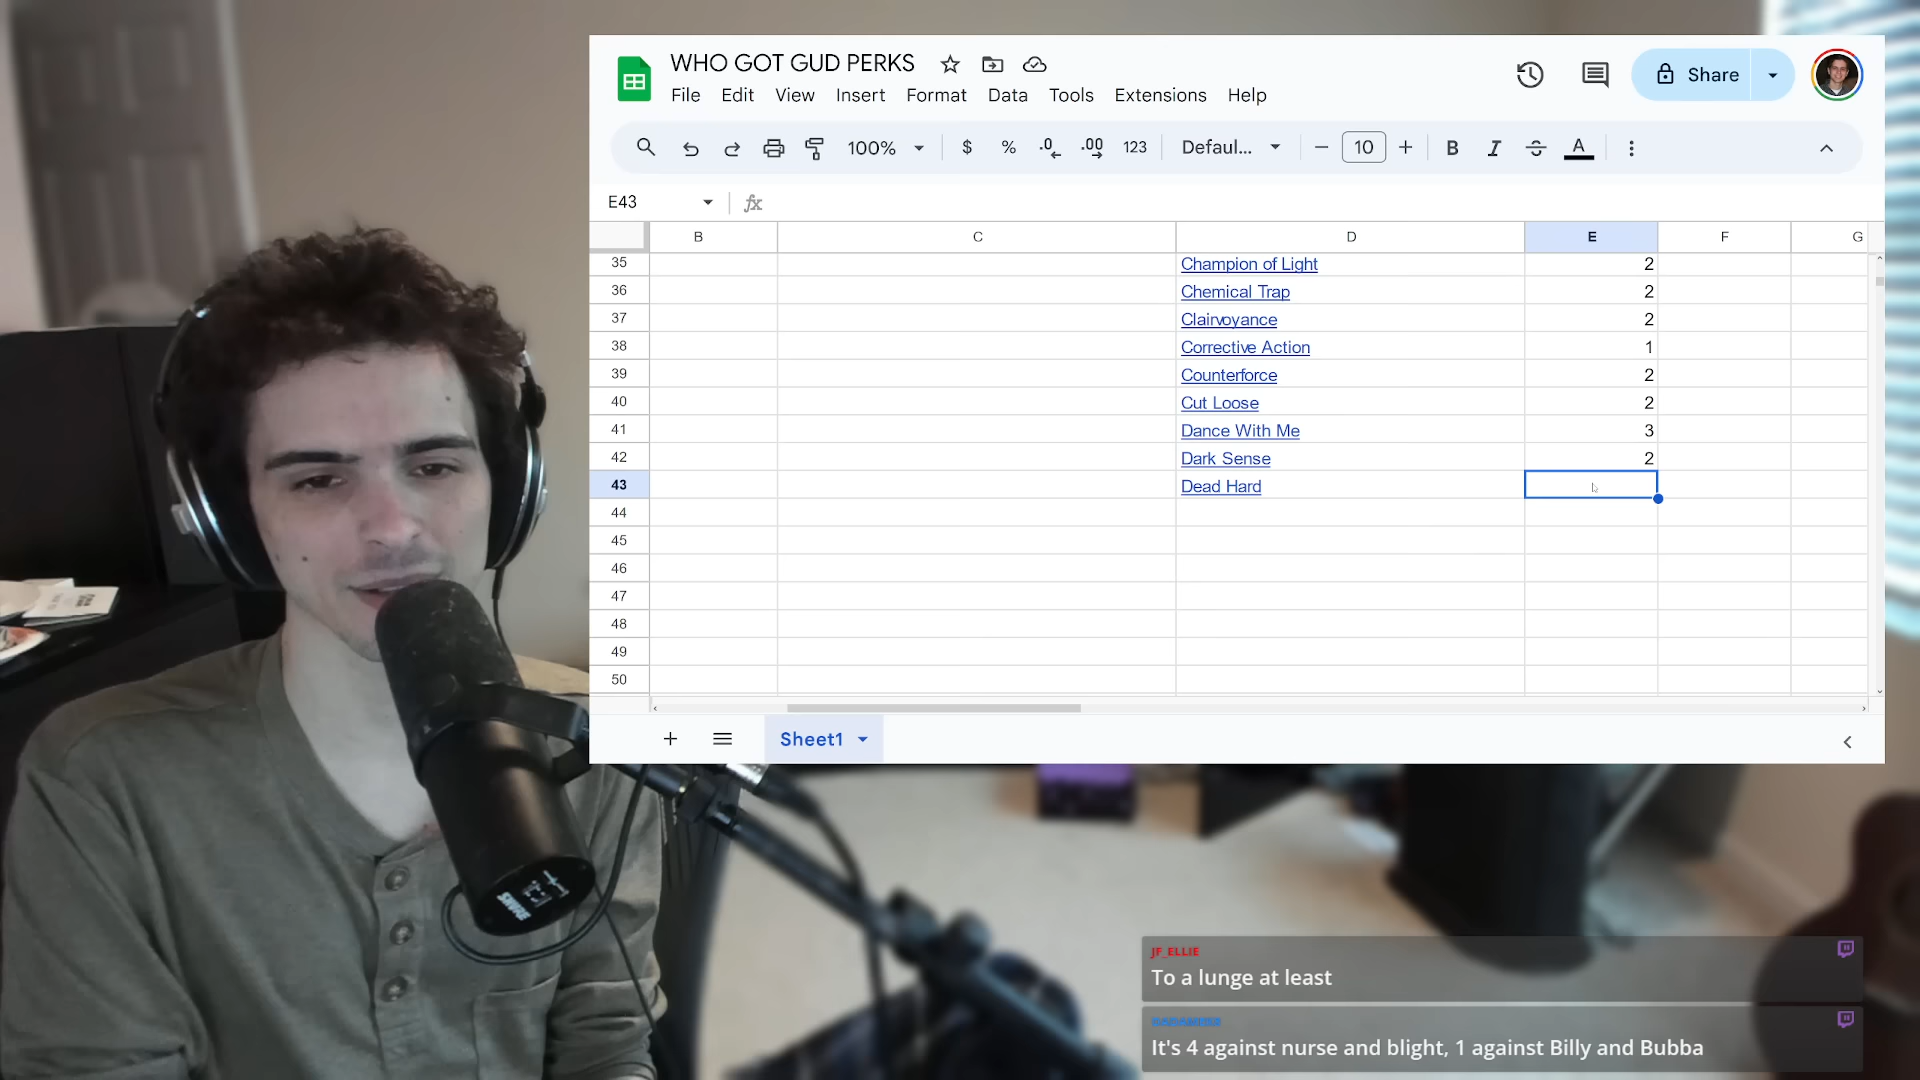 WHO GOT GUD PERKS
File Edit View Insert Format Data Tools Extensions Help
Share
100% $ % .0 .00 123 Defaul... 10 B I A
E43 fx
B C D E F G
35 Champion of Light 2
36 Chemical Trap 2
37 Clairvoyance 2
38 Corrective Action 1
39 Counterforce 2
40 Cut Loose 2
41 Dance With Me 3
42 Dark Sense 2
43 Dead Hard
44
45
46
47
48
49
50
Sheet1
SHURE
JF_ELLIE
To a lunge at least
It's 4 against nurse and blight, 1 against Billy and Bubba